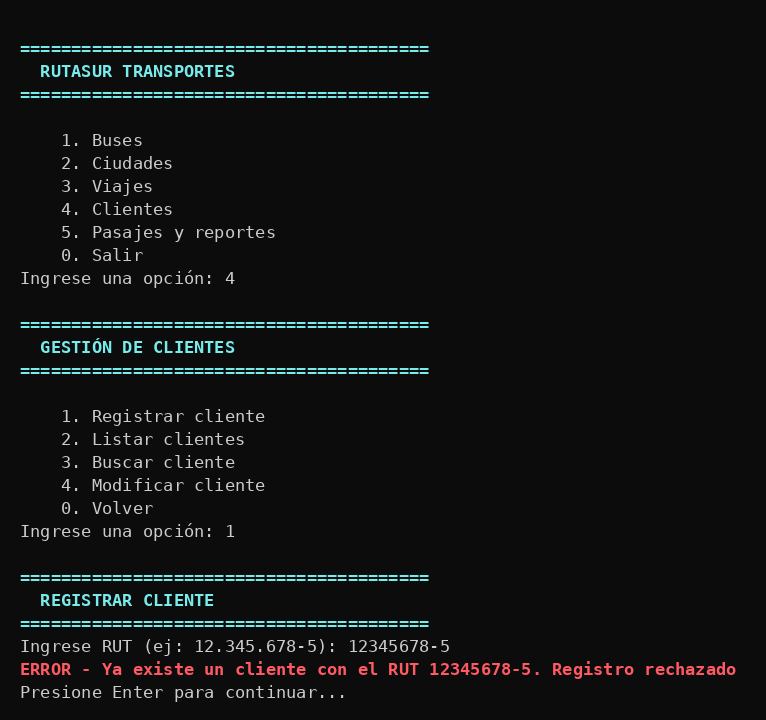 ========================================
  RUTASUR TRANSPORTES
========================================
    1. Buses
    2. Ciudades
    3. Viajes
    4. Clientes
    5. Pasajes y reportes
    0. Salir
Ingrese una opción: 4
========================================
  GESTIÓN DE CLIENTES
========================================
    1. Registrar cliente
    2. Listar clientes
    3. Buscar cliente
    4. Modificar cliente
    0. Volver
Ingrese una opción: 1
========================================
  REGISTRAR CLIENTE
========================================
Ingrese RUT (ej: 12.345.678-5): 12345678-5
ERROR - Ya existe un cliente con el RUT 12345678-5. Registro rechazado
Presione Enter para continuar...